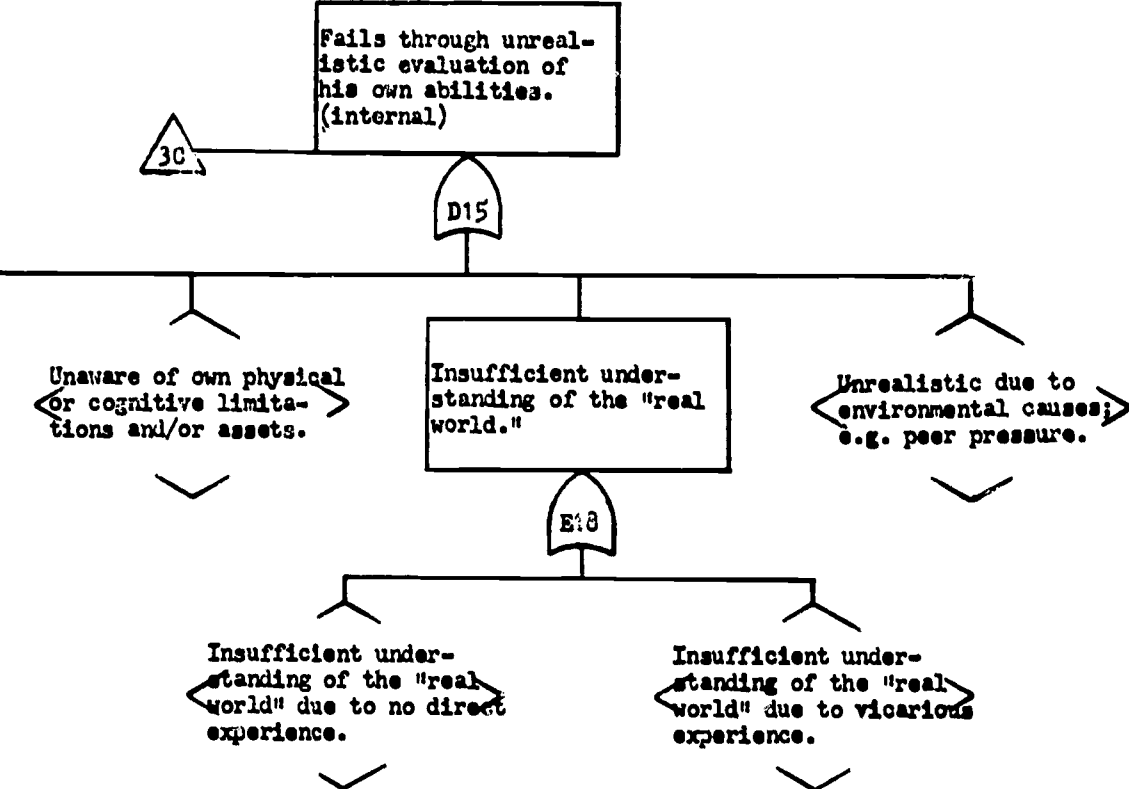 Fails through unreal-
istic evaluation of
his own abilities.
(internal)
3C
D15
Unaware of own physical
or cognitive limita-
tions and/or assets.
Insufficient under-
standing of the "real
world."
Unrealistic due to
environmental causes;
e.g. peer pressure.
E18
Insufficient under-
standing of the "real
world" due to no direct
experience.
Insufficient under-
standing of the "real
world" due to vicarious
experience.